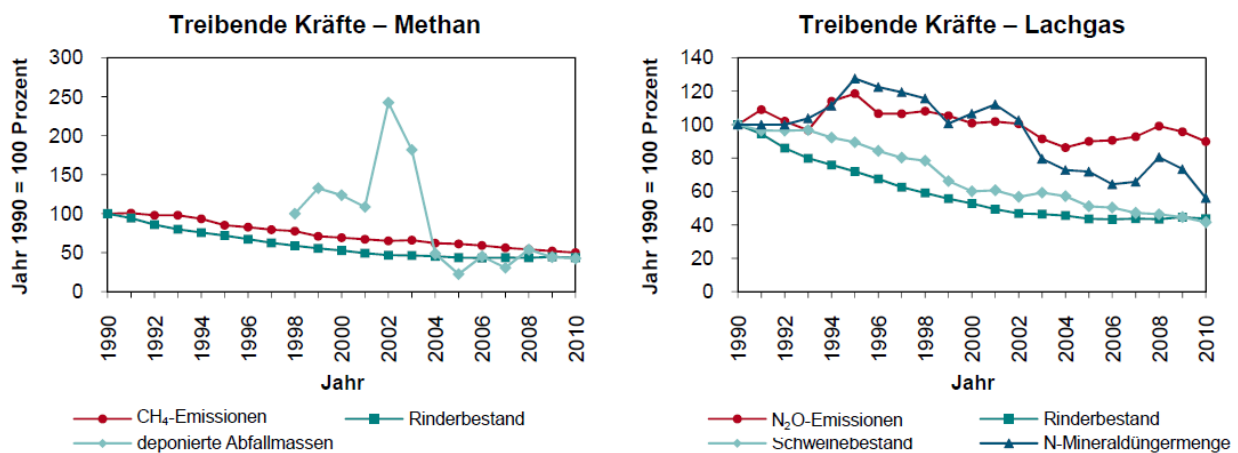 Treibende Kräfte – Methan
Jahr 1990 = 100 Prozent
300
250
200
150
100
50
0
1990
1992
1994
1996
1998
2000
2002
2004
2006
2008
2010
Jahr
CH₄-Emissionen
Rinderbestand
deponierte Abfallmassen
Treibende Kräfte – Lachgas
Jahr 1990 = 100 Prozent
140
120
100
80
60
40
20
0
1990
1992
1994
1996
1998
2000
2002
2004
2006
2008
2010
Jahr
N₂O-Emissionen
Rinderbestand
Schweinebestand
N-Mineraldüngermenge